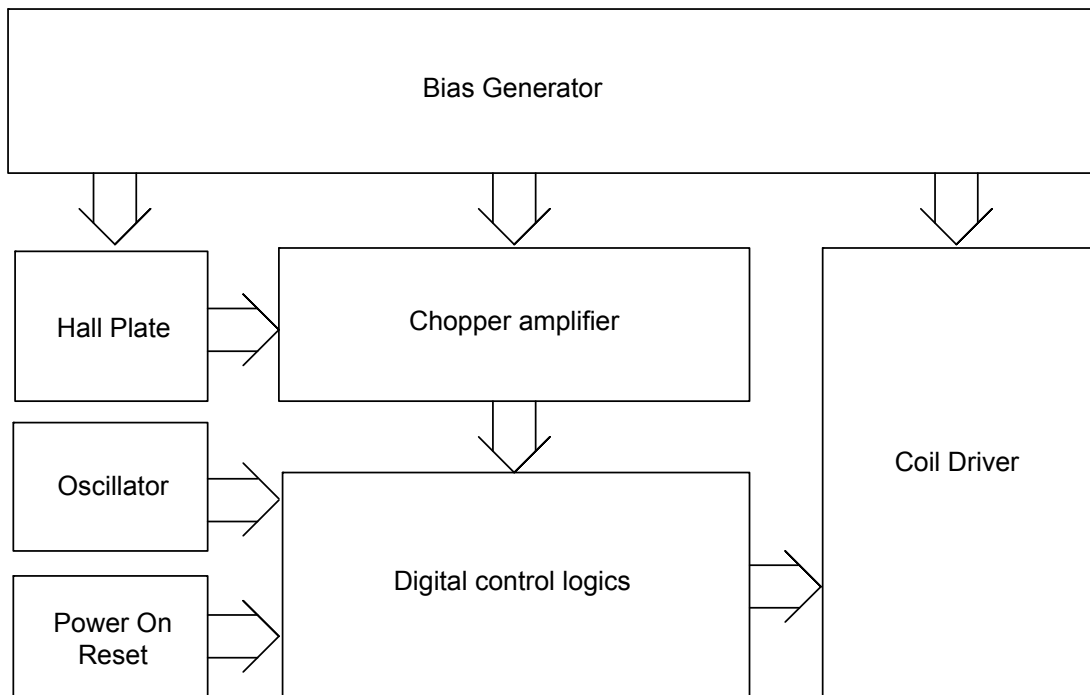 Bias Generator
Hall Plate
Chopper amplifier
Oscillator
Coil Driver
Digital control logics
Power On
Reset